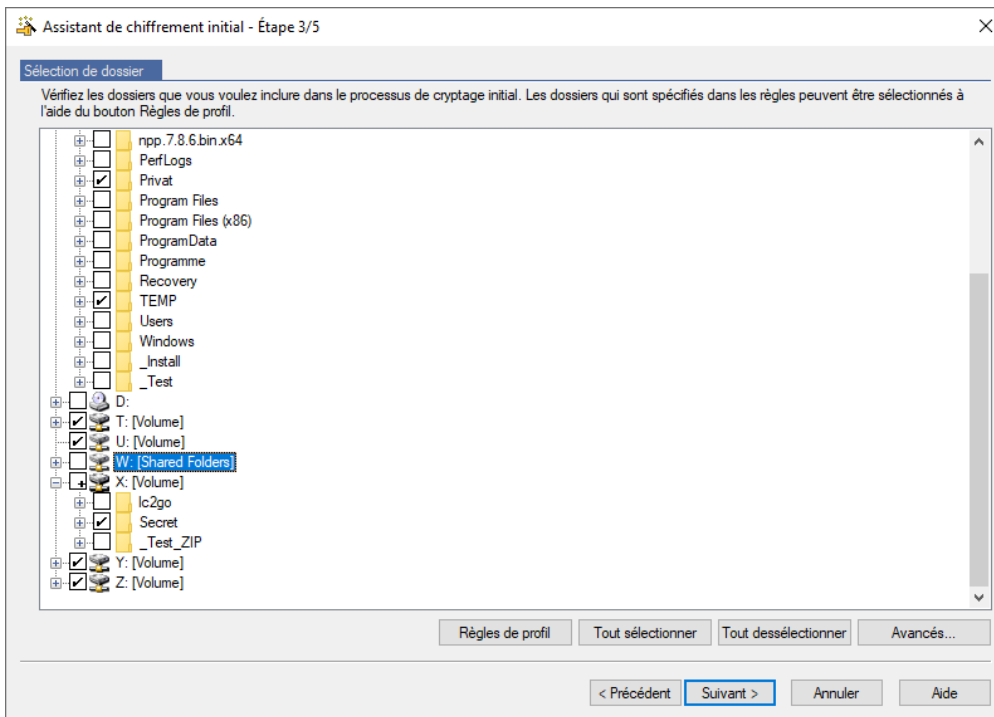 Assistant de chiffrement initial - Étape 3/5
Sélection de dossier
Vérifiez les dossiers que vous voulez inclure dans le processus de cryptage initial. Les dossiers qui sont spécifiés dans les règles peuvent être sélectionnés à
l'aide du bouton Règles de profil.
npp.7.8.6.bin.x64
PerfLogs
Privat
Program Files
Program Files (x86)
ProgramData
Programme
Recovery
TEMP
Users
Windows
_Install
_Test
D:
T: [Volume]
U: [Volume]
W: [Shared Folders]
X: [Volume]
lc2go
Secret
_Test_ZIP
Y: [Volume]
Z: [Volume]
Règles de profil Tout sélectionner Tout dessélectionner Avancés...
< Précédent Suivant > Annuler Aide